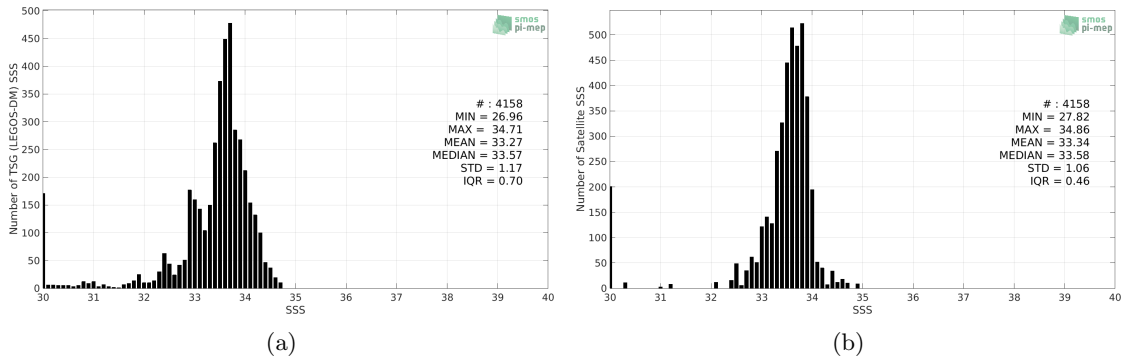 smos
pi-mep
Number of TSG (LEGOS-DM) SSS
500
450
400
350
300
250
200
150
100
50
0
# : 4158
MIN = 26.96
MAX = 34.71
MEAN = 33.27
MEDIAN = 33.57
STD = 1.17
IQR = 0.70
30 31 32 33 34 35 36 37 38 39 40
SSS
(a)
smos
pi-mep
Number of Satellite SSS
500
450
400
350
300
250
200
150
100
50
0
# : 4158
MIN = 27.82
MAX = 34.86
MEAN = 33.34
MEDIAN = 33.58
STD = 1.06
IQR = 0.46
30 31 32 33 34 35 36 37 38 39 40
SSS
(b)